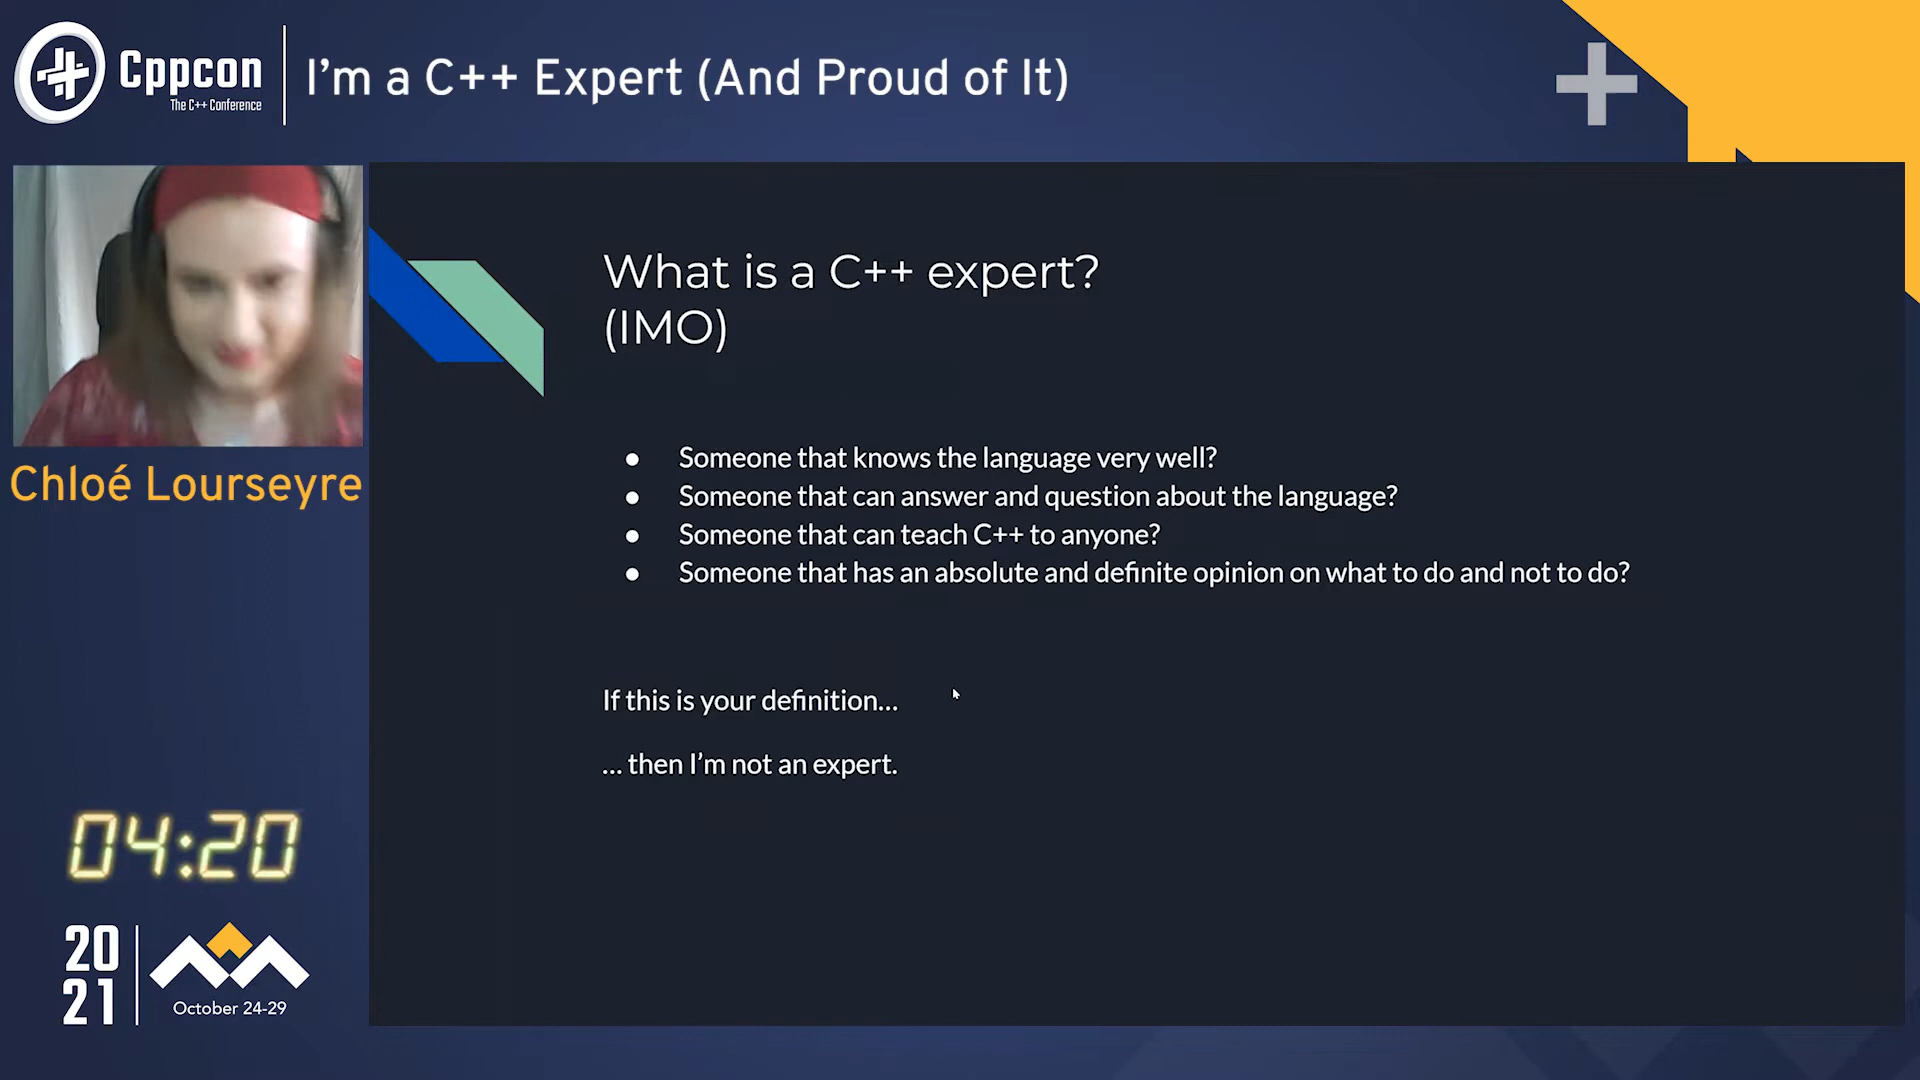 Cppcon
The C++ Conference
I'm a C++ Expert (And Proud of It)
Chloé Lourseyre
What is a C++ expert?
(IMO)
● Someone that knows the language very well?
● Someone that can answer and question about the language?
● Someone that can teach C++ to anyone?
● Someone that has an absolute and definite opinion on what to do and not to do?
If this is your definition...
... then I'm not an expert.
04:20
20
21
October 24-29